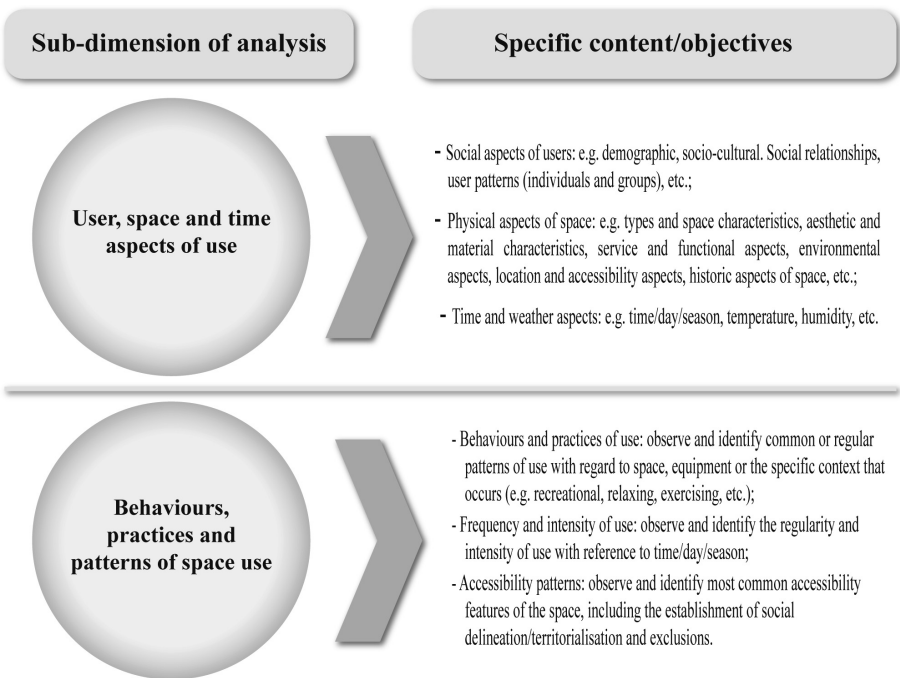 Sub-dimension of analysis
Specific content/objectives
User, space and time
aspects of use
- Social aspects of users: e.g. demographic, socio-cultural. Social relationships,
user patterns (individuals and groups), etc.;
- Physical aspects of space: e.g. types and space characteristics, aesthetic and
material characteristics, service and functional aspects, environmental
aspects, location and accessibility aspects, historic aspects of space, etc.;
- Time and weather aspects: e.g. time/day/season, temperature, humidity, etc.
Behaviours,
practices and
patterns of space use
- Behaviours and practices of use: observe and identify common or regular
patterns of use with regard to space, equipment or the specific context that
occurs (e.g. recreational, relaxing, exercising, etc.);
- Frequency and intensity of use: observe and identify the regularity and
intensity of use with reference to time/day/season;
- Accessibility patterns: observe and identify most common accessibility
features of the space, including the establishment of social
delineation/territorialisation and exclusions.